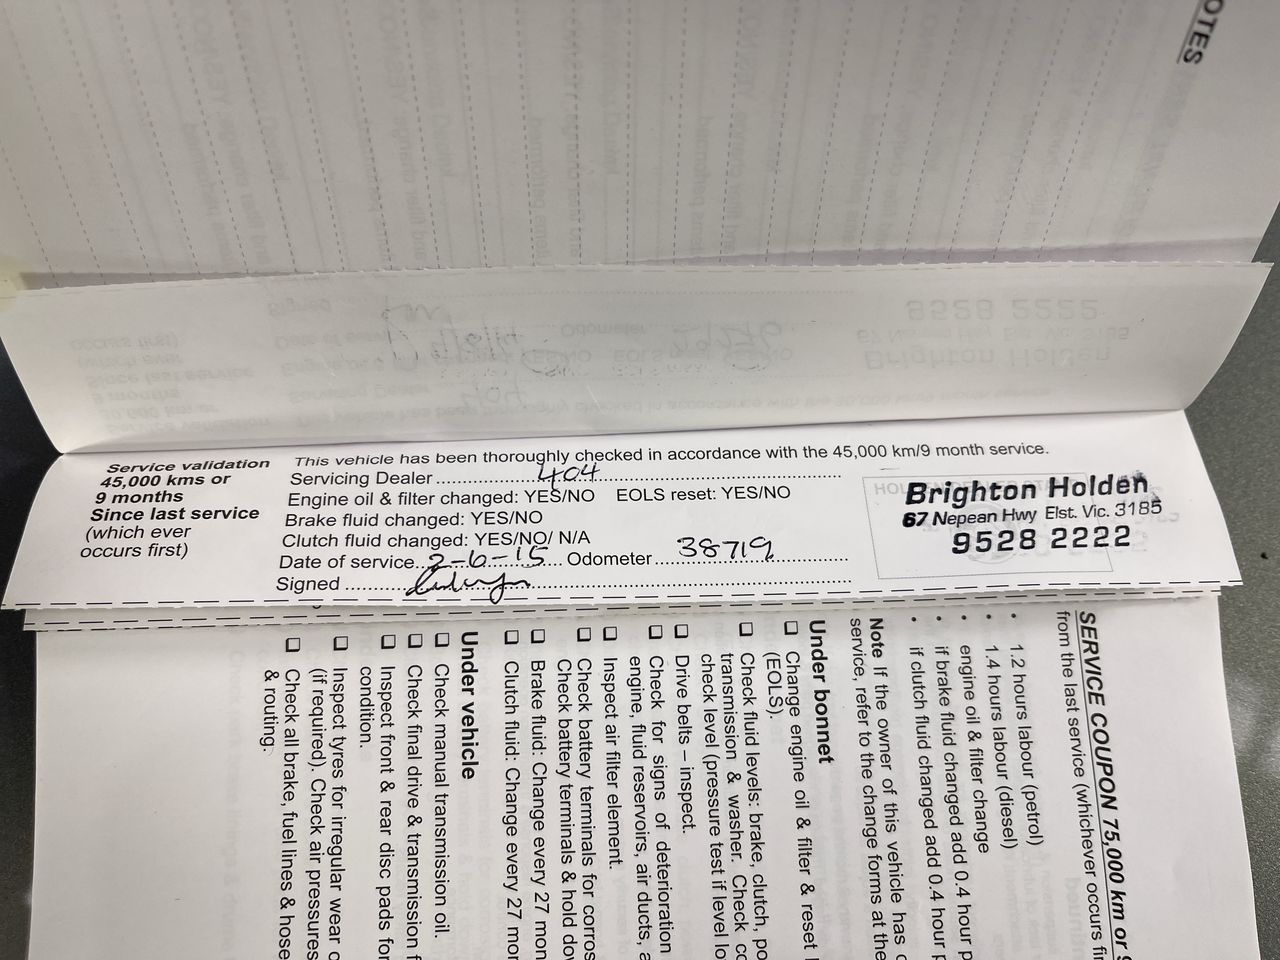 OTES
Service validation
45,000 kms or
9 months
Since last service
(which ever
occurs first)
This vehicle has been thoroughly checked in accordance with the 45,000 km/9 month service.
Servicing Dealer 404
Engine oil & filter changed: YES/NO EOLS reset: YES/NO
Brake fluid changed: YES/NO
Clutch fluid changed: YES/NO/ N/A
Date of service 2-6-15 Odometer 38719
Signed
Brighton Holden
67 Nepean Hwy Elst. Vic. 3185
9528 2222
SERVICE COUPON 75,000 km or 9
from the last service (whichever occurs fir
• 1.2 hours labour (petrol)
• 1.4 hours labour (diesel)
• engine oil & filter change
• if brake fluid changed add 0.4 hour p
• if clutch fluid changed add 0.4 hour p
Note If the owner of this vehicle has c
service, refer to the change forms at the
Under bonnet
❑ Change engine oil & filter & reset
(EOLS).
❑ Check fluid levels: brake, clutch, po
transmission & washer. Check co
check level (pressure test if level lo
❑ Drive belts – inspect.
❑ Check for signs of deterioration
engine, fluid reservoirs, air ducts, a
❑ Inspect air filter element.
❑ Check battery terminals for corros
Check battery terminals & hold dov
❑ Brake fluid: Change every 27 mon
❑ Clutch fluid: Change every 27 mor
Under vehicle
❑ Check manual transmission oil.
❑ Check final drive & transmission f
❑ Inspect front & rear disc pads for
condition.
❑ Inspect tyres for irregular wear c
(if required). Check air pressures
❑ Check all brake, fuel lines & hose
& routing.